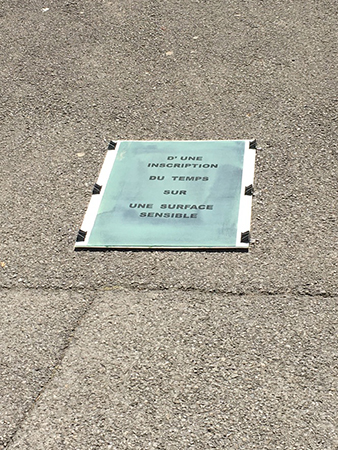 D'UNE
INSCRIPTION
DU TEMPS
SUR
UNE SURFACE
SENSIBLE